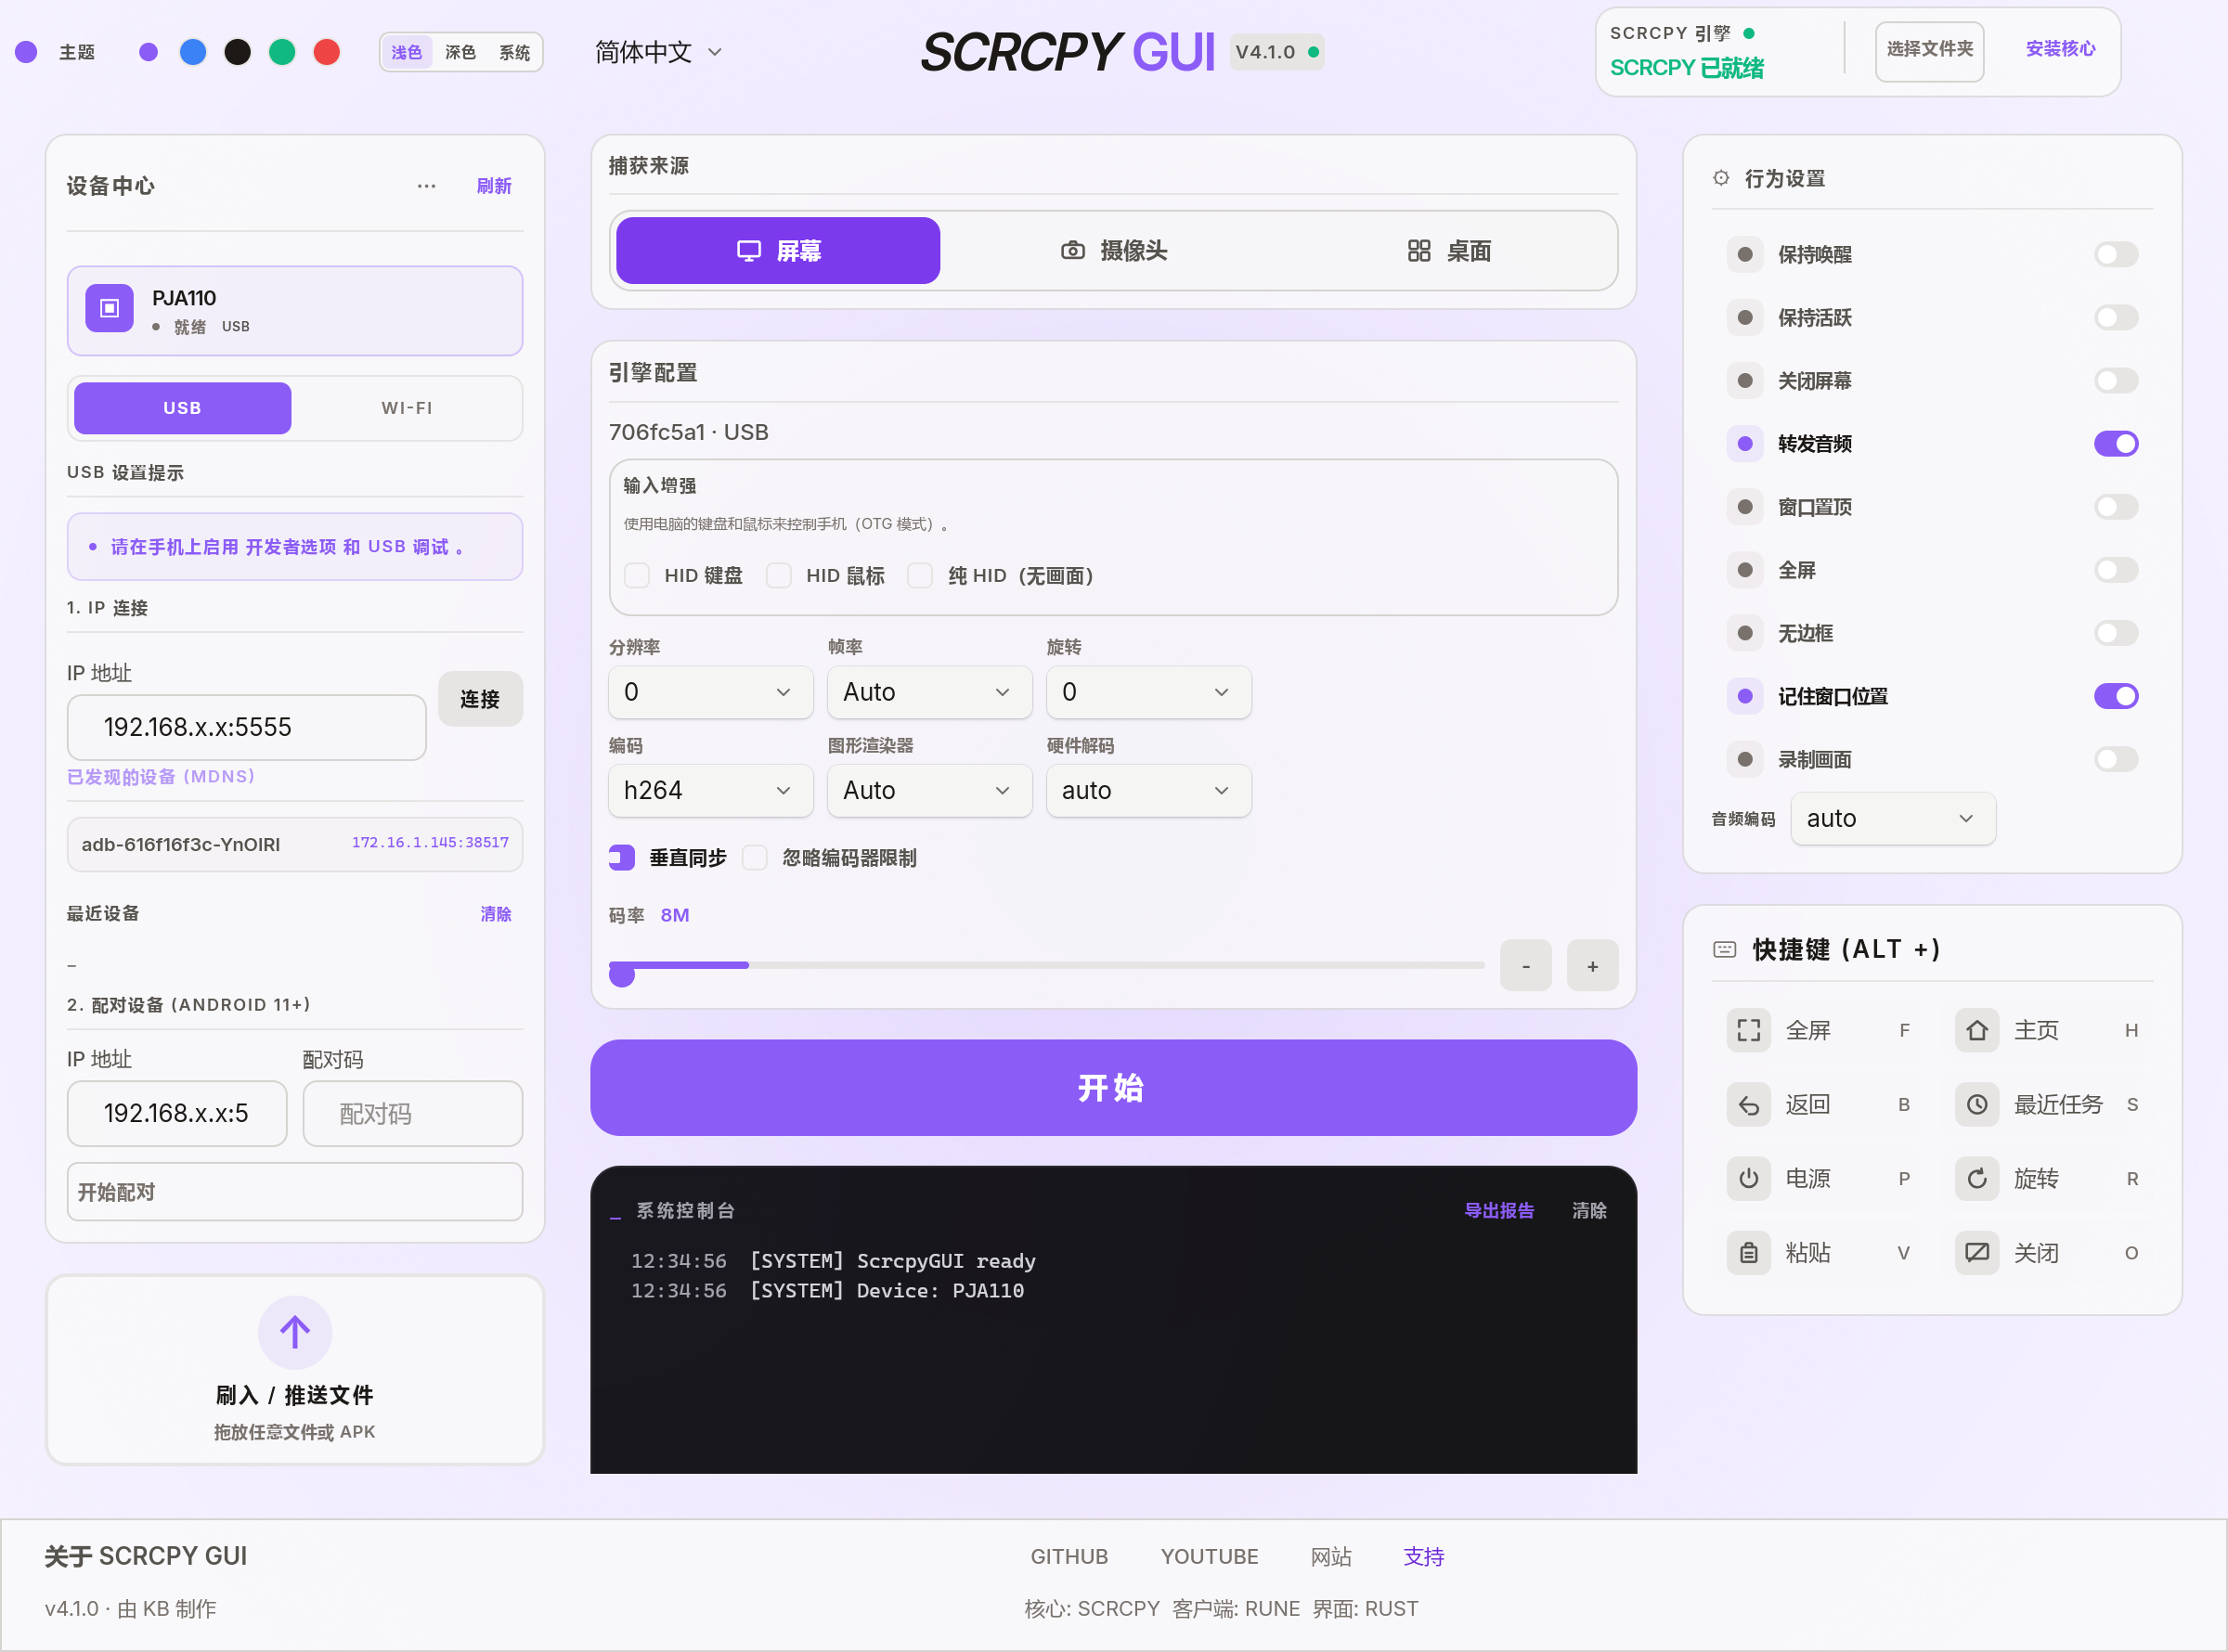 主题
浅色 深色 系统
简体中文
SCRCPY GUI V4.1.0
SCRCPY 引擎
SCRCPY 已就绪
选择文件夹
安装核心
设备中心
... 刷新
PJA110
就绪 USB
USB WI-FI
USB 设置提示
请在手机上启用 开发者选项 和 USB 调试 。
1. IP 连接
IP 地址
192.168.x.x:5555
连接
已发现的设备 (MDNS)
adb-616f16f3c-YnOIRI 172.16.1.145:38517
最近设备 清除
–
2. 配对设备 (ANDROID 11+)
IP 地址 配对码
192.168.x.x:5 配对码
开始配对
刷入 / 推送文件
拖放任意文件或 APK
捕获来源
屏幕 摄像头 桌面
引擎配置
706fc5a1 · USB
输入增强
使用电脑的键盘和鼠标来控制手机（OTG 模式）。
HID 键盘 HID 鼠标 纯 HID（无画面）
分辨率 帧率 旋转
0 Auto 0
编码 图形渲染器 硬件解码
h264 Auto auto
垂直同步 忽略编码器限制
码率 8M
- +
开始
_ 系统控制台 导出报告 清除
12:34:56 [SYSTEM] ScrcpyGUI ready
12:34:56 [SYSTEM] Device: PJA110
行为设置
保持唤醒
保持活跃
关闭屏幕
转发音频
窗口置顶
全屏
无边框
记住窗口位置
录制画面
音频编码 auto
快捷键 (ALT +)
全屏 F 主页 H
返回 B 最近任务 S
电源 P 旋转 R
粘贴 V 关闭 O
关于 SCRCPY GUI
v4.1.0 · 由 KB 制作
GITHUB YOUTUBE 网站 支持
核心: SCRCPY 客户端: RUNE 界面: RUST